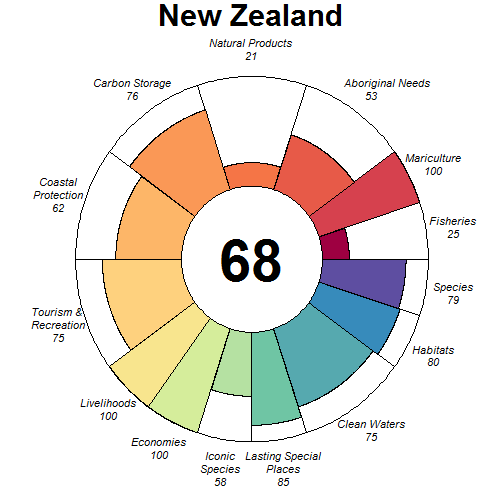 New Zealand
Natural Products
21
Carbon Storage
76
Aboriginal Needs
53
Mariculture
100
Coastal
Protection
62
Fisheries
25
68
Species
79
Tourism &
Recreation
75
Habitats
80
Livelihoods
100
Clean Waters
75
Economies
100
Iconic
Species
58
Lasting Special
Places
85